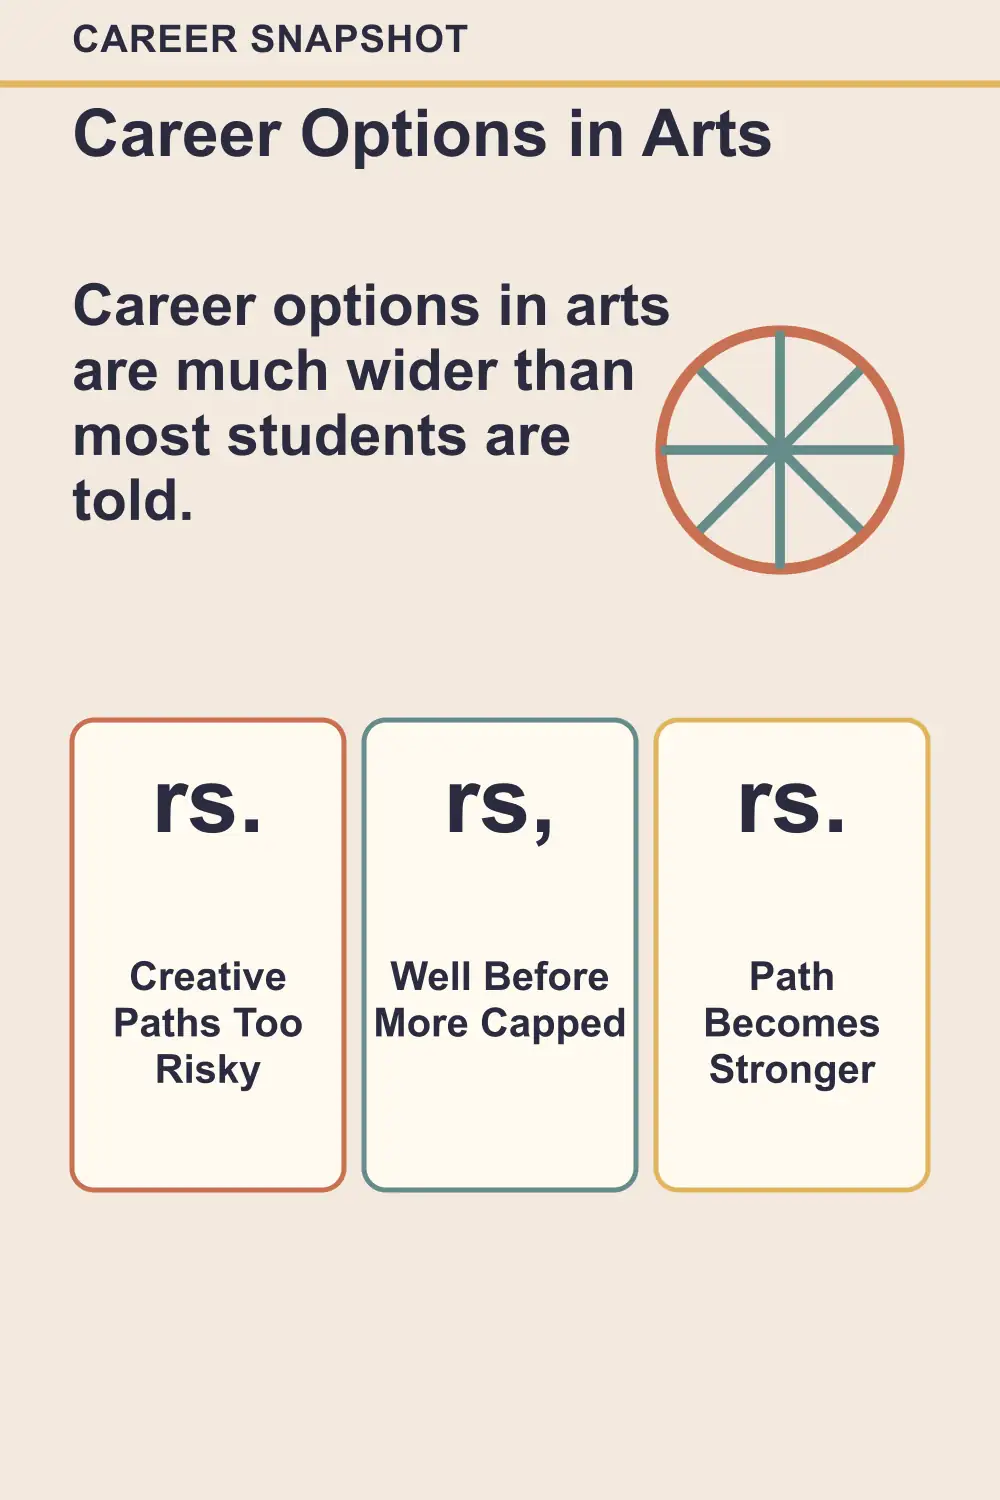 CAREER SNAPSHOT
Career Options in Arts
Career options in arts
are much wider than
most students are
told.
rs.
Creative
Paths Too
Risky
rs,
Well Before
More Capped
rs.
Path
Becomes
Stronger